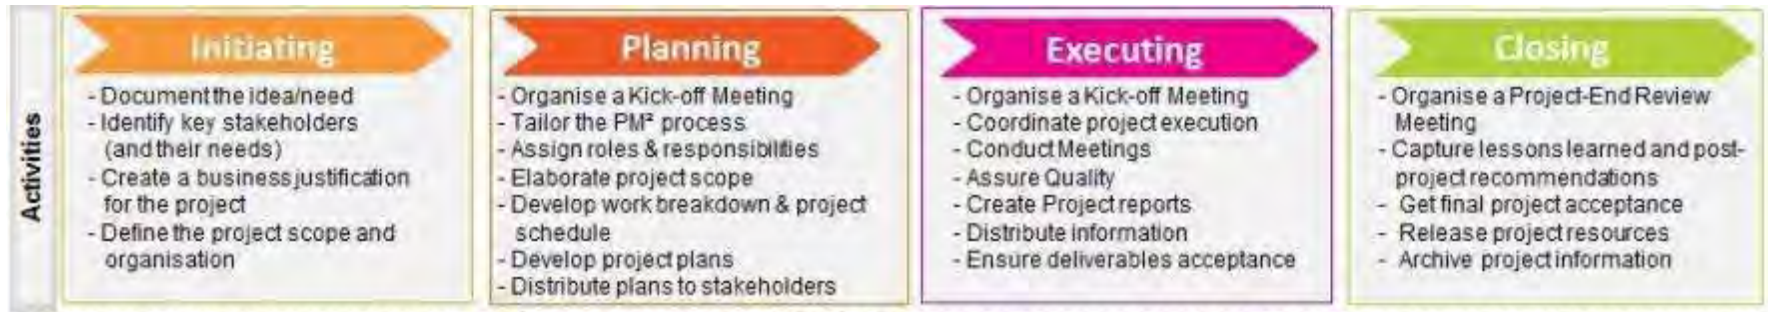 Activities
Initiating
- Document the idea/need
- Identify key stakeholders
(and their needs)
- Create a business justification
for the project
- Define the project scope and
organisation
Planning
- Organise a Kick-off Meeting
- Tailor the PM² process
- Assign roles & responsibilities
- Elaborate project scope
- Develop work breakdown & project
schedule
- Develop project plans
- Distribute plans to stakeholders
Executing
- Organise a Kick-off Meeting
- Coordinate project execution
- Conduct Meetings
- Assure Quality
- Create Project reports
- Distribute information
- Ensure deliverables acceptance
Closing
- Organise a Project-End Review
Meeting
- Capture lessons learned and post-
project recommendations
- Get final project acceptance
- Release project resources
- Archive project information